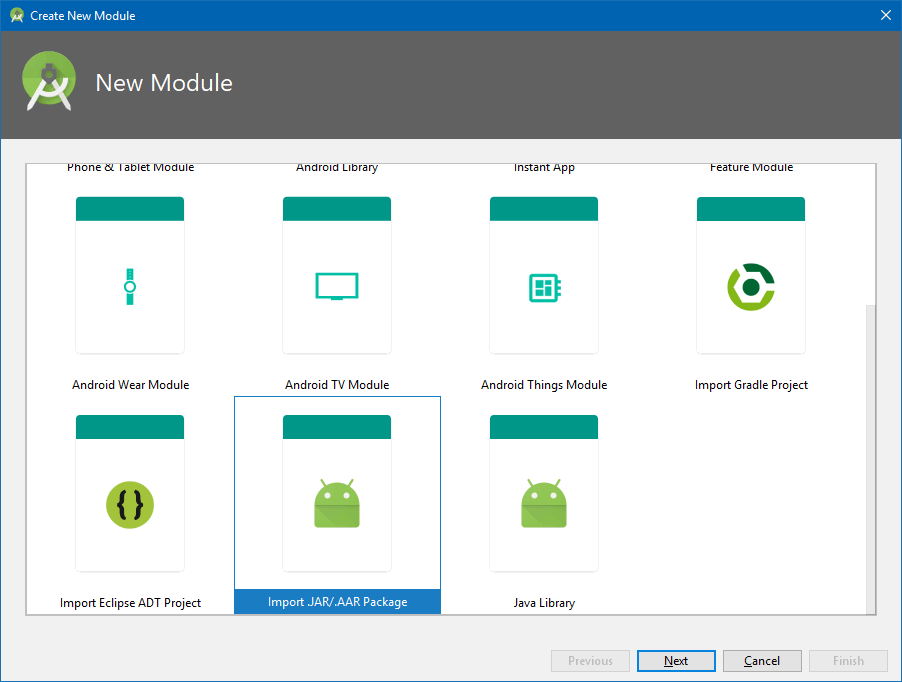 Create New Module
New Module
Phone & Tablet Module
Android Library
Instant App
Feature Module
Android Wear Module
Android TV Module
Android Things Module
Import Gradle Project
{}
Import Eclipse ADT Project
Import .JAR/.AAR Package
Java Library
Previous
Next
Cancel
Finish